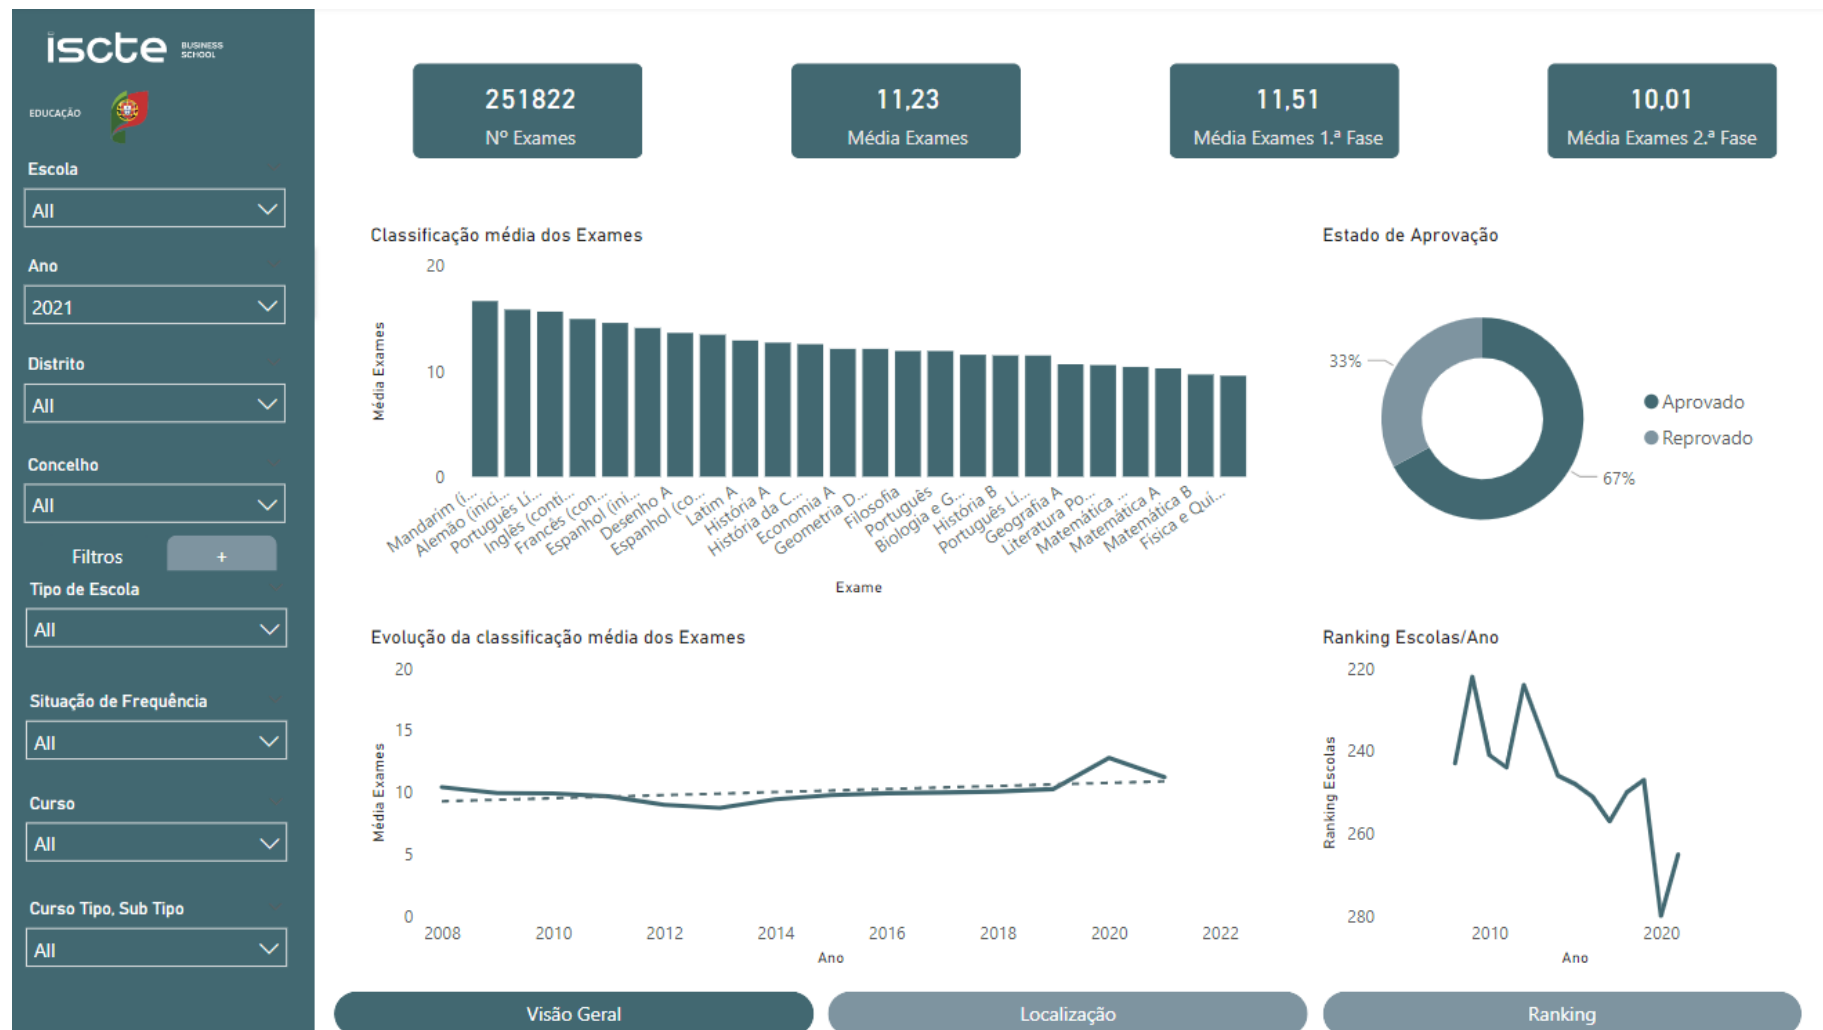 iscte BUSINESS SCHOOL
EDUCAÇÃO
Escola
All
Ano
2021
Distrito
All
Concelho
All
Filtros +
Tipo de Escola
All
Situação de Frequência
All
Curso
All
Curso Tipo, Sub Tipo
All
251822
Nº Exames
11,23
Média Exames
11,51
Média Exames 1.ª Fase
10,01
Média Exames 2.ª Fase
Classificação média dos Exames
20
10
0
Média Exames
Mandarim (i...
Alemão (inici...
Português Lí...
Inglês (conti...
Francês (con...
Espanhol (ini...
Desenho A
Espanhol (co...
Latim A
História A
História da C...
Economia A
Geometria D...
Filosofia
Português
Biologia e G...
História B
Português Li...
Geografia A
Literatura Po...
Matemática ...
Matemática A
Matemática B
Física e Quí...
Exame
Estado de Aprovação
33%
67%
Aprovado
Reprovado
Evolução da classificação média dos Exames
20
15
10
5
0
Média Exames
2008 2010 2012 2014 2016 2018 2020 2022
Ano
Ranking Escolas/Ano
220
240
260
280
Ranking Escolas
2010 2020
Ano
Visão Geral
Localização
Ranking